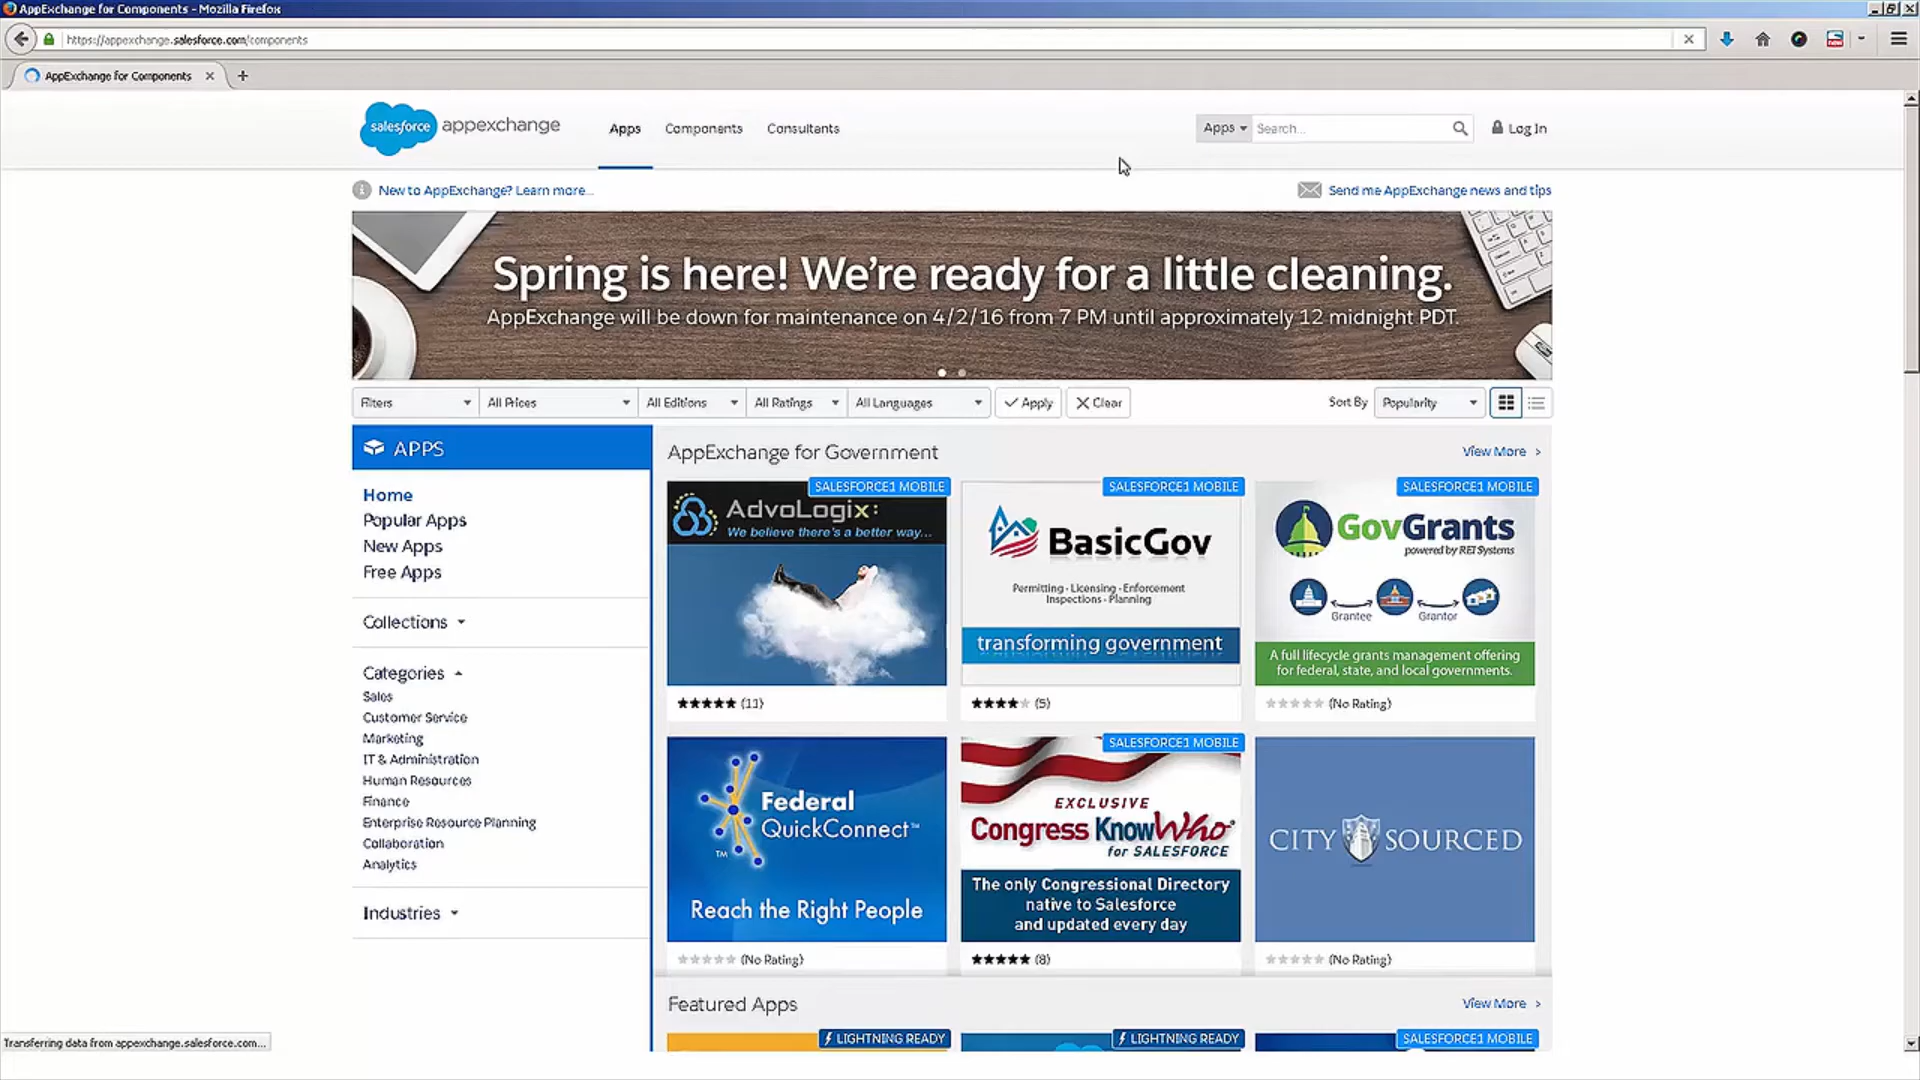 AppExchange for Components - Mozilla Firefox
https://appexchange.salesforce.com/components
AppExchange for Components
salesforce appexchange
Apps Components Consultants
Apps Search... Log In
New to AppExchange? Learn more...
Send me AppExchange news and tips
Spring is here! We're ready for a little cleaning.
AppExchange will be down for maintenance on 4/2/16 from 7 PM until approximately 12 midnight PDT.
Filters All Prices All Editions All Ratings All Languages Apply Clear Sort By Popularity
APPS
Home
Popular Apps
New Apps
Free Apps
Collections
Categories
Sales
Customer Service
Marketing
IT & Administration
Human Resources
Finance
Enterprise Resource Planning
Collaboration
Analytics
Industries
AppExchange for Government
View More >
SALESFORCE1 MOBILE
AdvoLogix:
We believe there's a better way...
(11)
SALESFORCE1 MOBILE
BasicGov
Permitting - Licensing - Enforcement
Inspections - Planning
transforming government
(5)
SALESFORCE1 MOBILE
GovGrants
powered by REI Systems
Grantee Grantor
A full lifecycle grants management offering
for federal, state, and local governments.
(No Rating)
Federal
QuickConnect™
TM
Reach the Right People
(No Rating)
SALESFORCE1 MOBILE
EXCLUSIVE
Congress KnowWho®
for SALESFORCE
The only Congressional Directory
native to Salesforce
and updated every day
(8)
CITY SOURCED
(No Rating)
Featured Apps
View More >
LIGHTNING READY
LIGHTNING READY
SALESFORCE1 MOBILE
Transferring data from appexchange.salesforce.com...